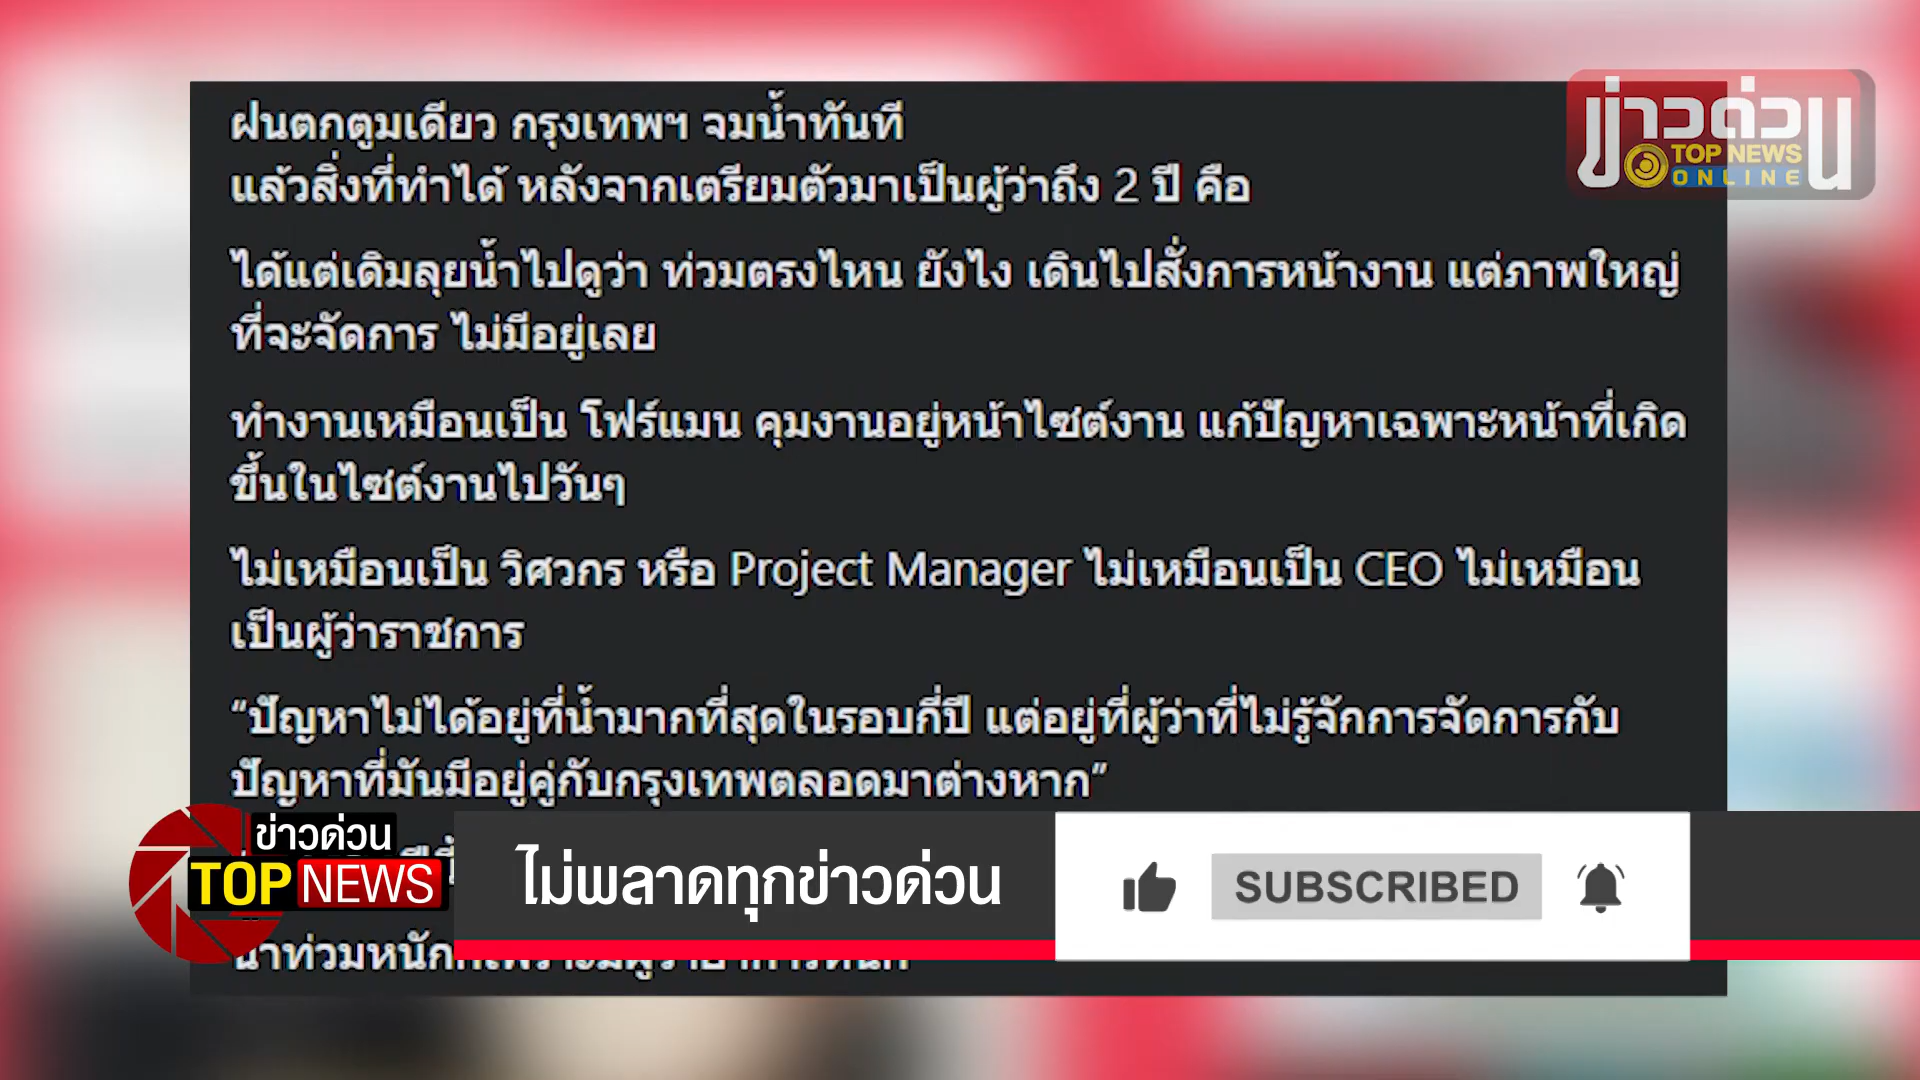 ฝนตกตูมเดียว กรุงเทพฯ จมน้ำทันที
แล้วสิ่งที่ทำได้ หลังจากเตรียมตัวมาเป็นผู้ว่าถึง 2 ปี คือ
ได้แต่เดิมลุยน้ำไปดูว่า ท่วมตรงไหน ยังไง เดินไปสั่งการหน้างาน แต่ภาพใหญ่
ที่จะจัดการ ไม่มีอยู่เลย
ทำงานเหมือนเป็น โฟร์แมน คุมงานอยู่หน้าไซต์งาน แก้ปัญหาเฉพาะหน้าที่เกิด
ขึ้นในไซต์งานไปวันๆ
ไม่เหมือนเป็น วิศวกร หรือ Project Manager ไม่เหมือนเป็น CEO ไม่เหมือน
เป็นผู้ว่าราชการ
“ปัญหาไม่ได้อยู่ที่น้ำมากที่สุดในรอบกี่ปี แต่อยู่ที่ผู้ว่าที่ไม่รู้จักการจัดการกับ
ปัญหาที่มันมีอยู่คู่กับกรุงเทพตลอดมาต่างหาก”
น้ำท่วมหนัก
ข่าวด่วน
TOP NEWS
ONLINE
ข่าวด่วน
TOP NEWS
ไม่พลาดทุกข่าวด่วน
SUBSCRIBED